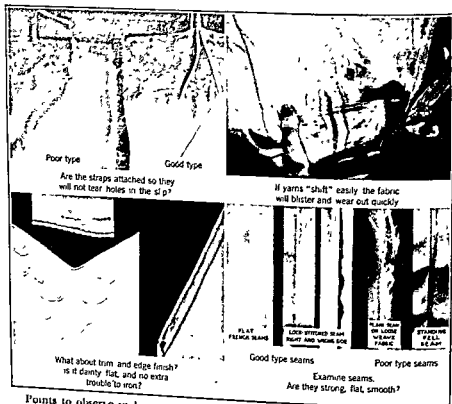 Poor type
Good type
Are the straps attached so they
will not tear holes in the slip?
If yarns "shift" easily the fabric
will blister and wear out quickly
What about trim and edge finish?
Is it dainty flat, and no extra
trouble to iron?
FLAT
FRENCH SEAMS
LOCK-STITCHED SEAM
RIGHT AND WRONG SIDE
PLAIN SEAM
ON LOOSE
WEAVE
FABRIC
STANDING
FELL
SEAM
Good type seams
Poor type seams
Examine seams.
Are they strong, flat, smooth?
Points to observe